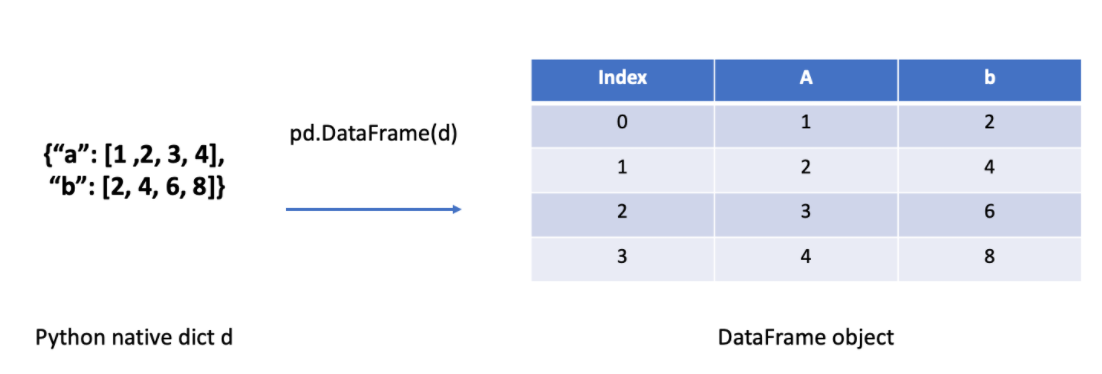 {“a”: [1 ,2, 3, 4],
“b”: [2, 4, 6, 8]}
pd.DataFrame(d)
Index A b
0 1 2
1 2 4
2 3 6
3 4 8
Python native dict d
DataFrame object